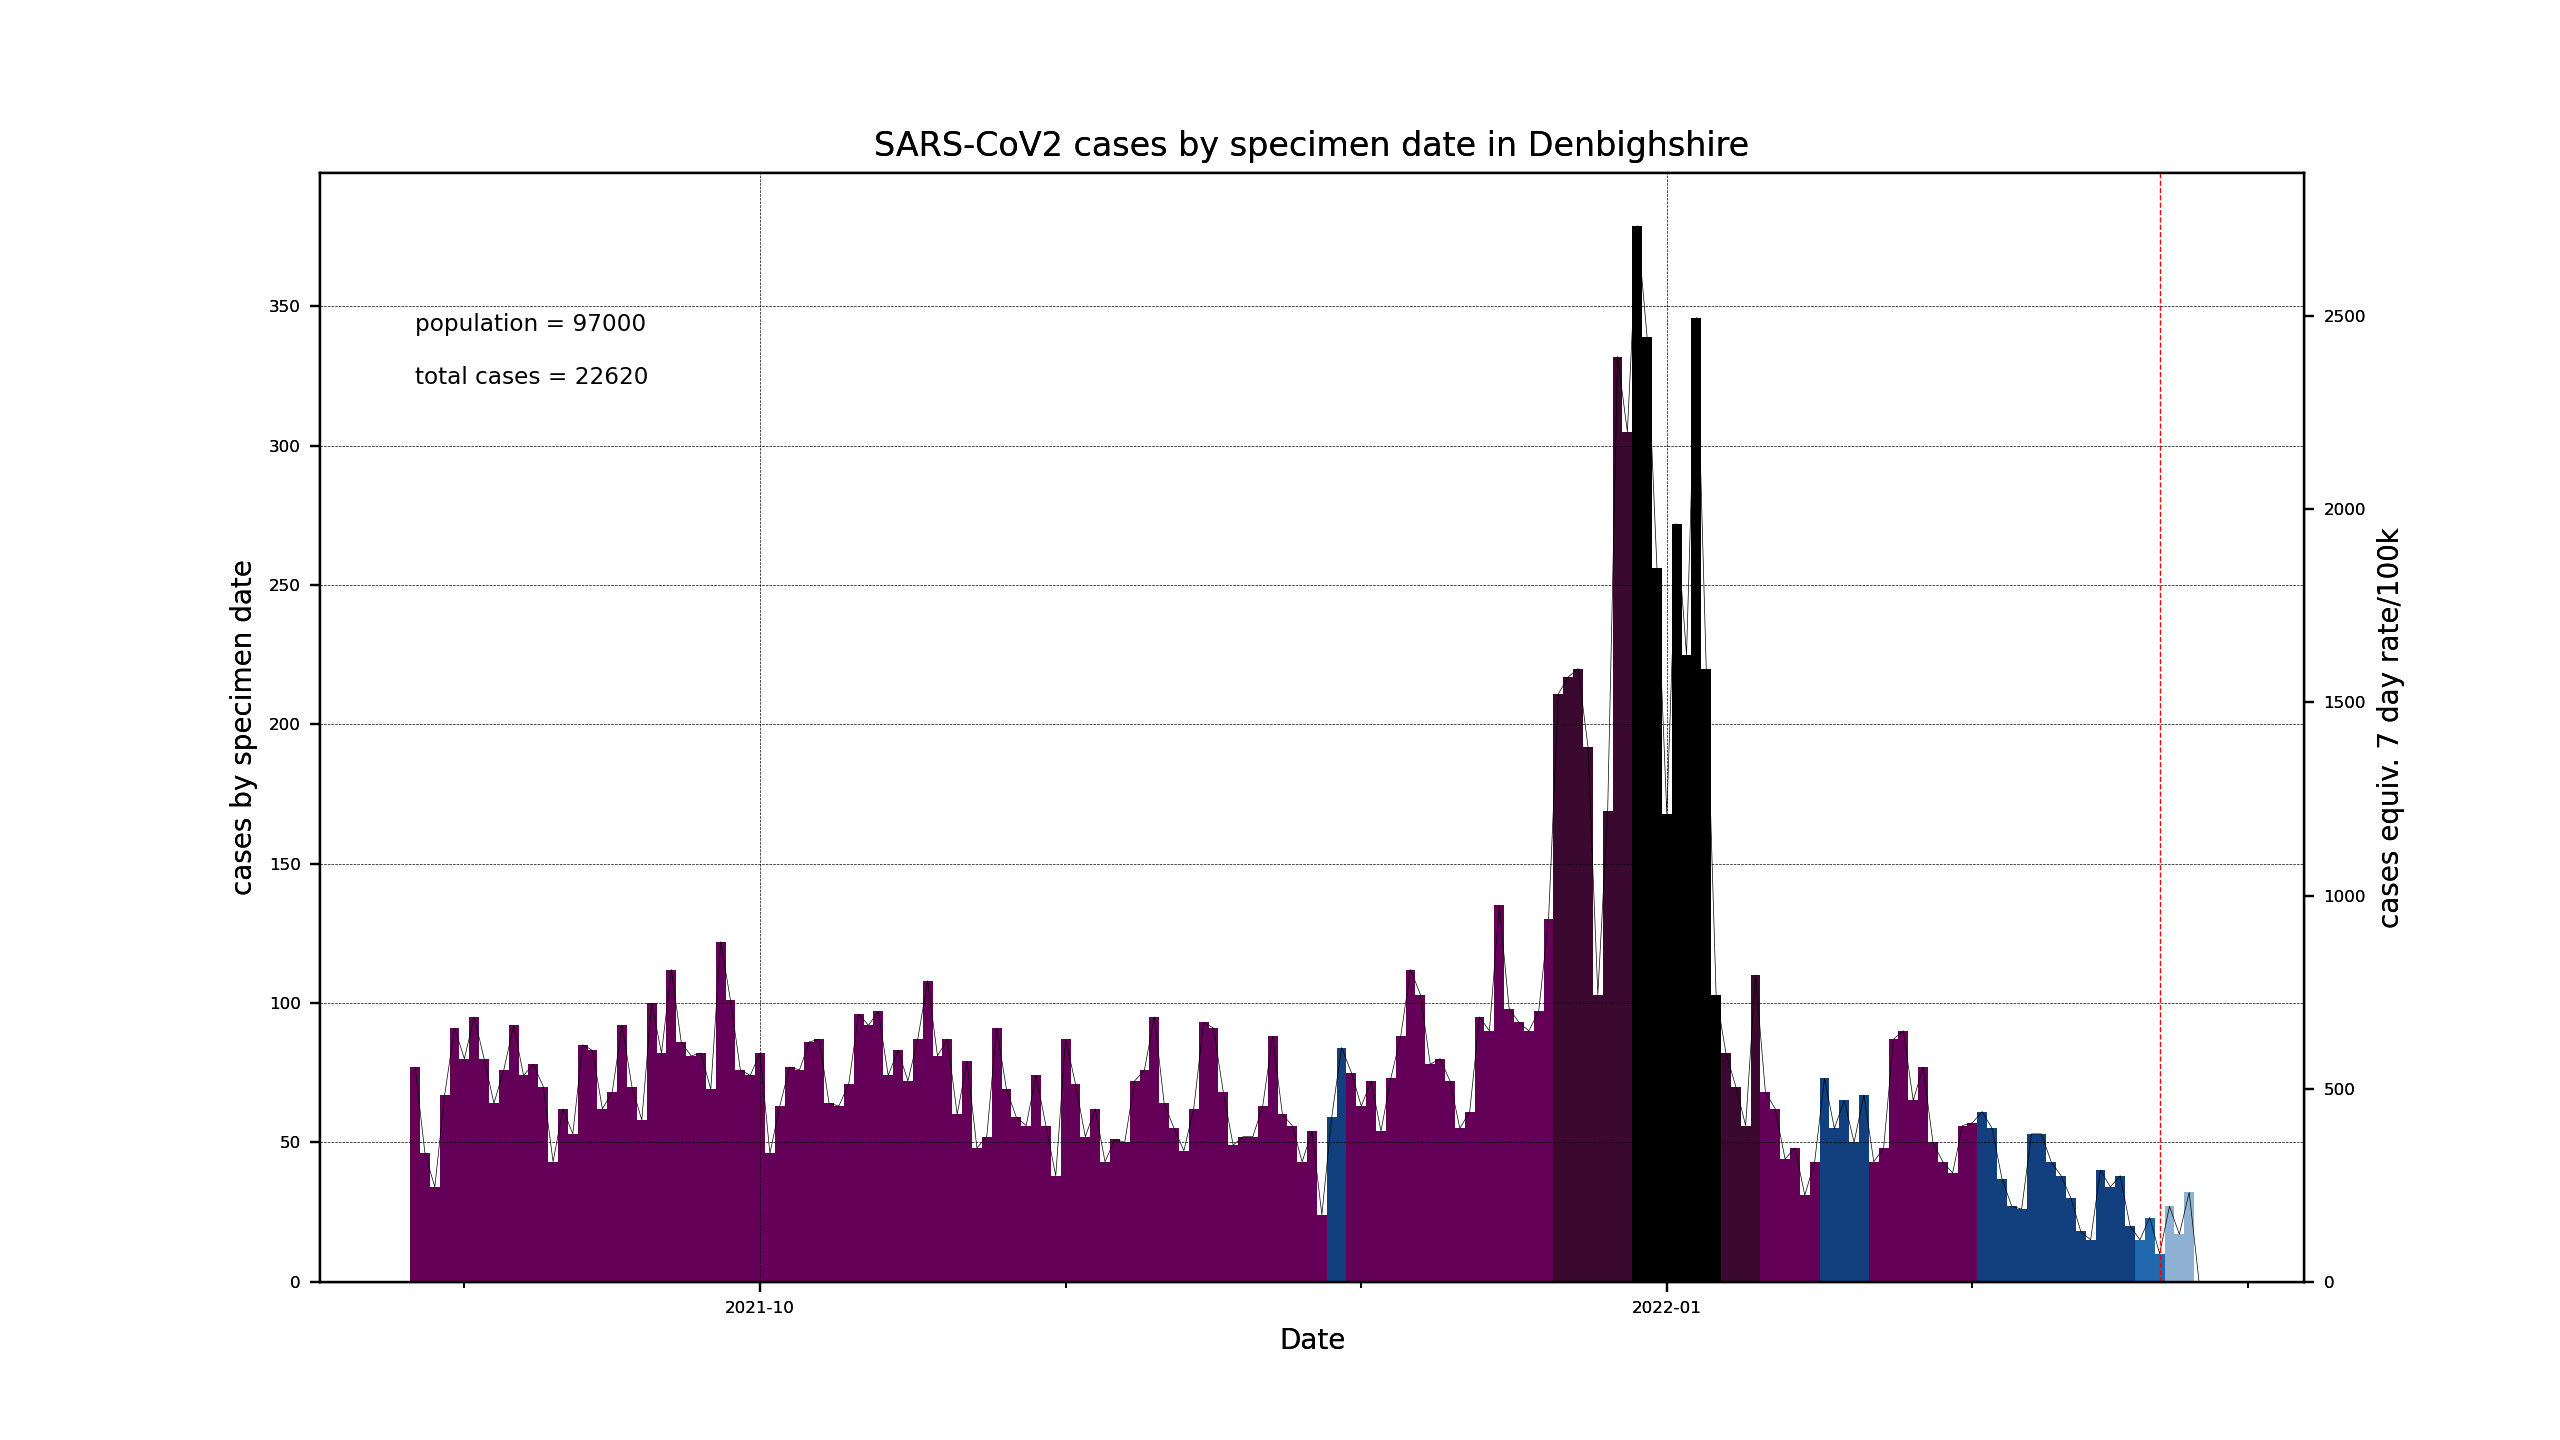 SARS-CoV2 cases by specimen date in Denbighshire
population = 97000
total cases = 22620
cases by specimen date
350
300
250
200
150
100
50
0
2500
2000
1500
1000
500
0
cases equiv. 7 day rate/100k
2021-10
2022-01
Date